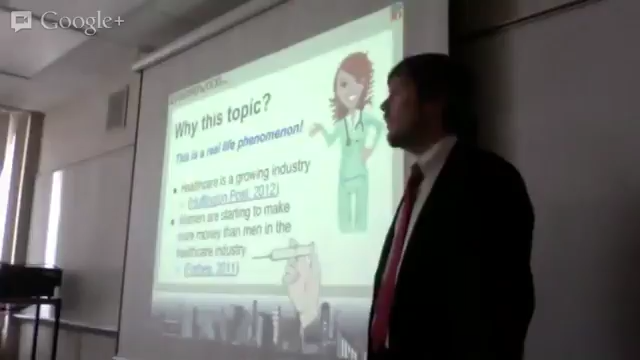 Google+
Why this topic?
This is a real life phenomenon!
Healthcare is a growing industry
(Huffington Post, 2012)
Women are starting to make
more money than men in the
healthcare industry
(Forbes, 2011)